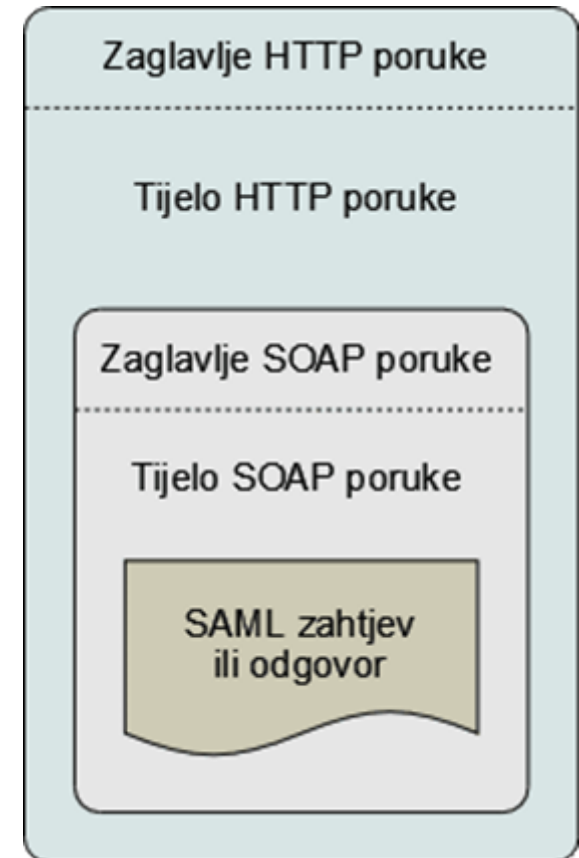 Zaglavlje HTTP poruke
Tijelo HTTP poruke
Zaglavlje SOAP poruke
Tijelo SOAP poruke
SAML zahtjev
ili odgovor